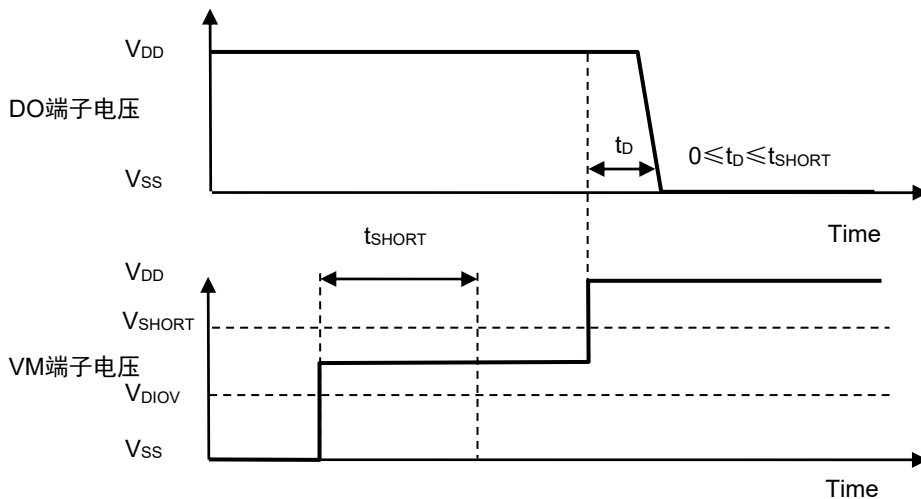 VDD
DO端子电压
tD
0≤tD≤tSHORT
VSS
Time
tSHORT
VDD
VSHORT
VM端子电压
VDIOV
VSS
Time